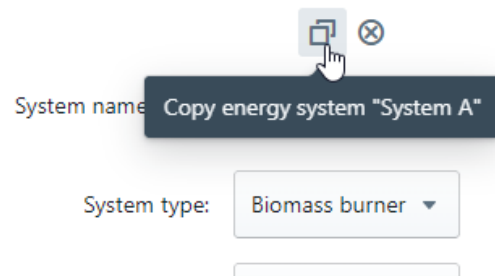 System name
Copy energy system "System A"
System type:
Biomass burner